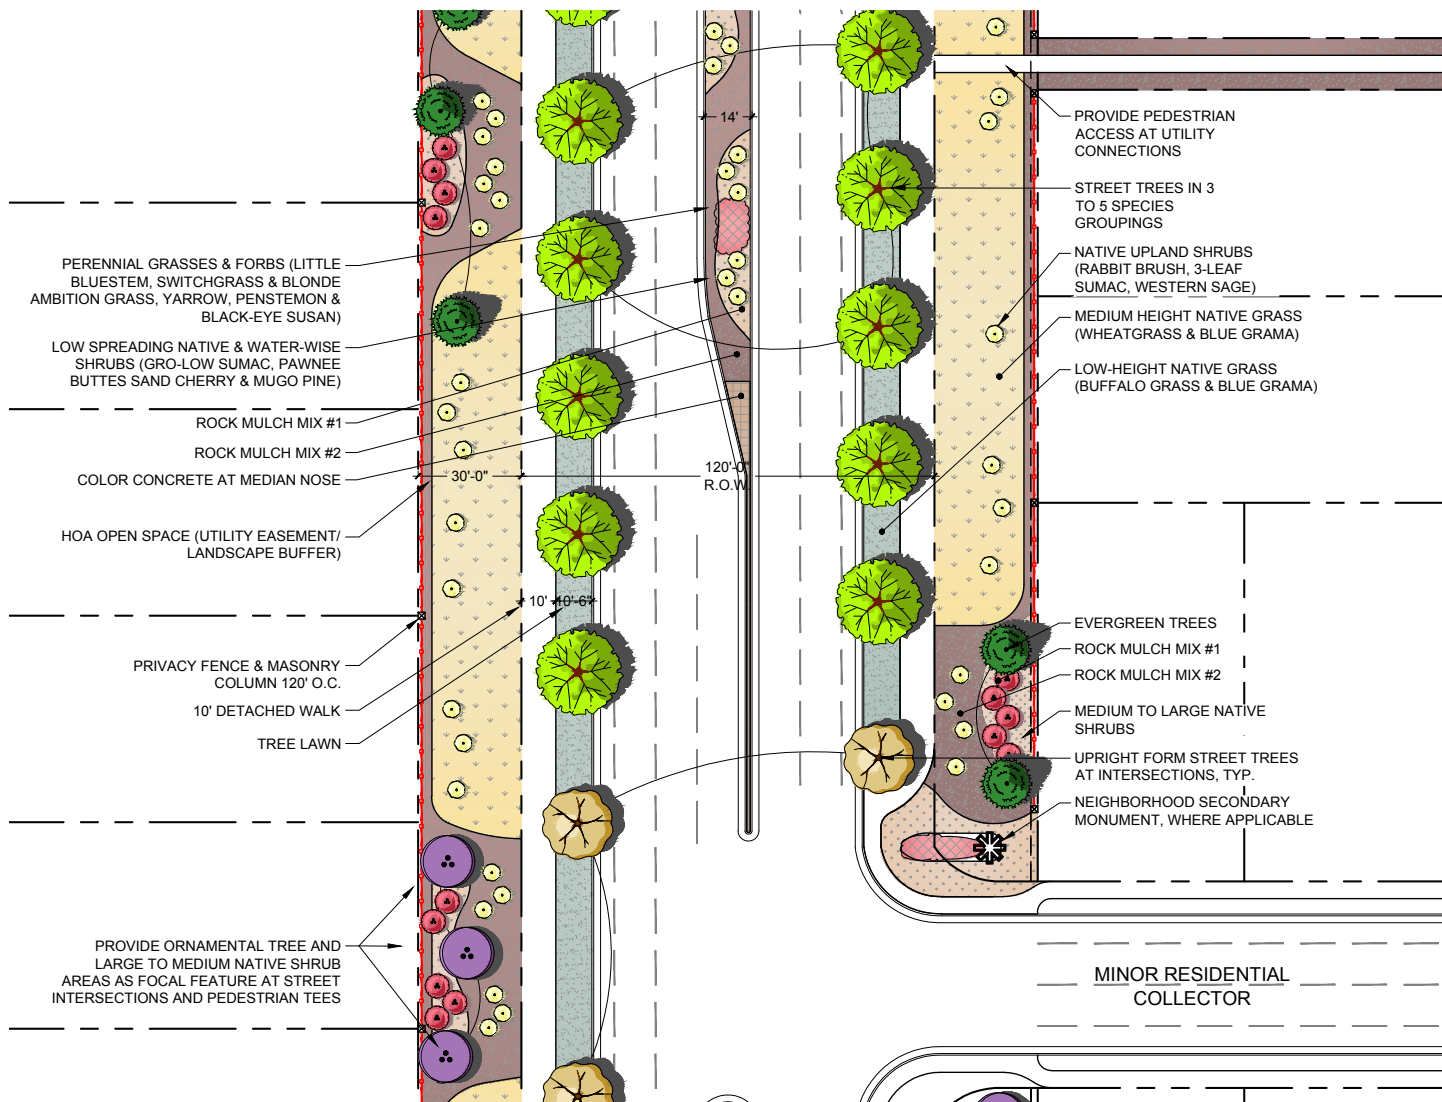 PERENNIAL GRASSES & FORBS (LITTLE
BLUESTEM, SWITCHGRASS & BLONDE
AMBITION GRASS, YARROW, PENSTEMON &
BLACK-EYE SUSAN)
LOW SPREADING NATIVE & WATER-WISE
SHRUBS (GRO-LOW SUMAC, PAWNEE
BUTTES SAND CHERRY & MUGO PINE)
ROCK MULCH MIX #1
ROCK MULCH MIX #2
COLOR CONCRETE AT MEDIAN NOSE
HOA OPEN SPACE (UTILITY EASEMENT/
LANDSCAPE BUFFER)
PRIVACY FENCE & MASONRY
COLUMN 120' O.C.
10' DETACHED WALK
TREE LAWN
PROVIDE ORNAMENTAL TREE AND
LARGE TO MEDIUM NATIVE SHRUB
AREAS AS FOCAL FEATURE AT STREET
INTERSECTIONS AND PEDESTRIAN TEES
14'
30'-0"
120'-0"
R.O.W.
10'
10'-6"
PROVIDE PEDESTRIAN
ACCESS AT UTILITY
CONNECTIONS
STREET TREES IN 3
TO 5 SPECIES
GROUPINGS
NATIVE UPLAND SHRUBS
(RABBIT BRUSH, 3-LEAF
SUMAC, WESTERN SAGE)
MEDIUM HEIGHT NATIVE GRASS
(WHEATGRASS & BLUE GRAMA)
LOW-HEIGHT NATIVE GRASS
(BUFFALO GRASS & BLUE GRAMA)
EVERGREEN TREES
ROCK MULCH MIX #1
ROCK MULCH MIX #2
MEDIUM TO LARGE NATIVE
SHRUBS
UPRIGHT FORM STREET TREES
AT INTERSECTIONS, TYP.
NEIGHBORHOOD SECONDARY
MONUMENT, WHERE APPLICABLE
MINOR RESIDENTIAL
COLLECTOR